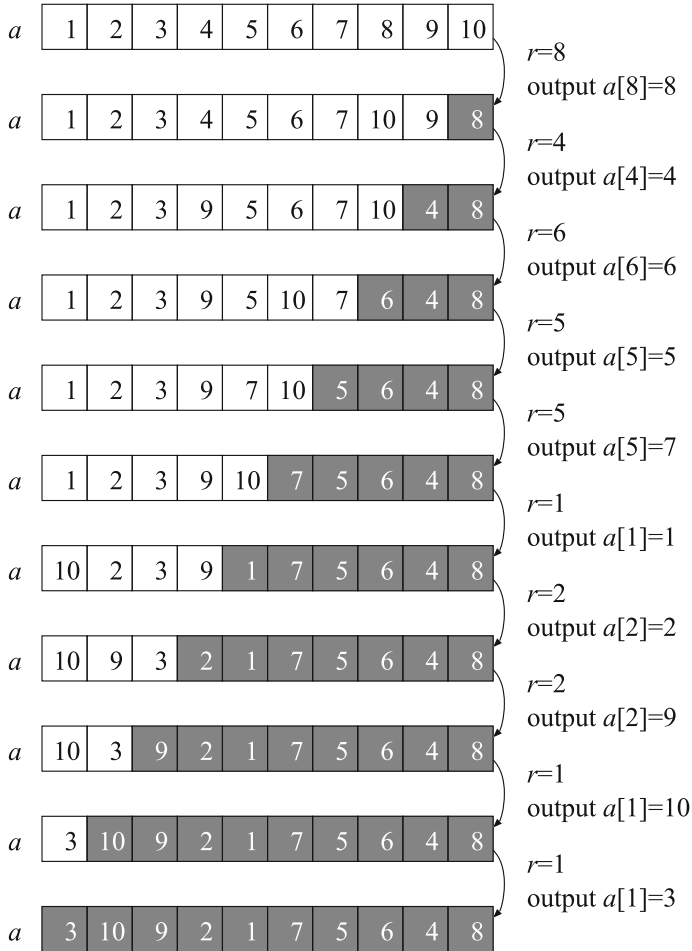 a 1 2 3 4 5 6 7 8 9 10
r=8
output a[8]=8
a 1 2 3 4 5 6 7 10 9 8
r=4
output a[4]=4
a 1 2 3 9 5 6 7 10 4 8
r=6
output a[6]=6
a 1 2 3 9 5 10 7 6 4 8
r=5
output a[5]=5
a 1 2 3 9 7 10 5 6 4 8
r=5
output a[5]=7
a 1 2 3 9 10 7 5 6 4 8
r=1
output a[1]=1
a 10 2 3 9 1 7 5 6 4 8
r=2
output a[2]=2
a 10 9 3 2 1 7 5 6 4 8
r=2
output a[2]=9
a 10 3 9 2 1 7 5 6 4 8
r=1
output a[1]=10
a 3 10 9 2 1 7 5 6 4 8
r=1
output a[1]=3
a 3 10 9 2 1 7 5 6 4 8